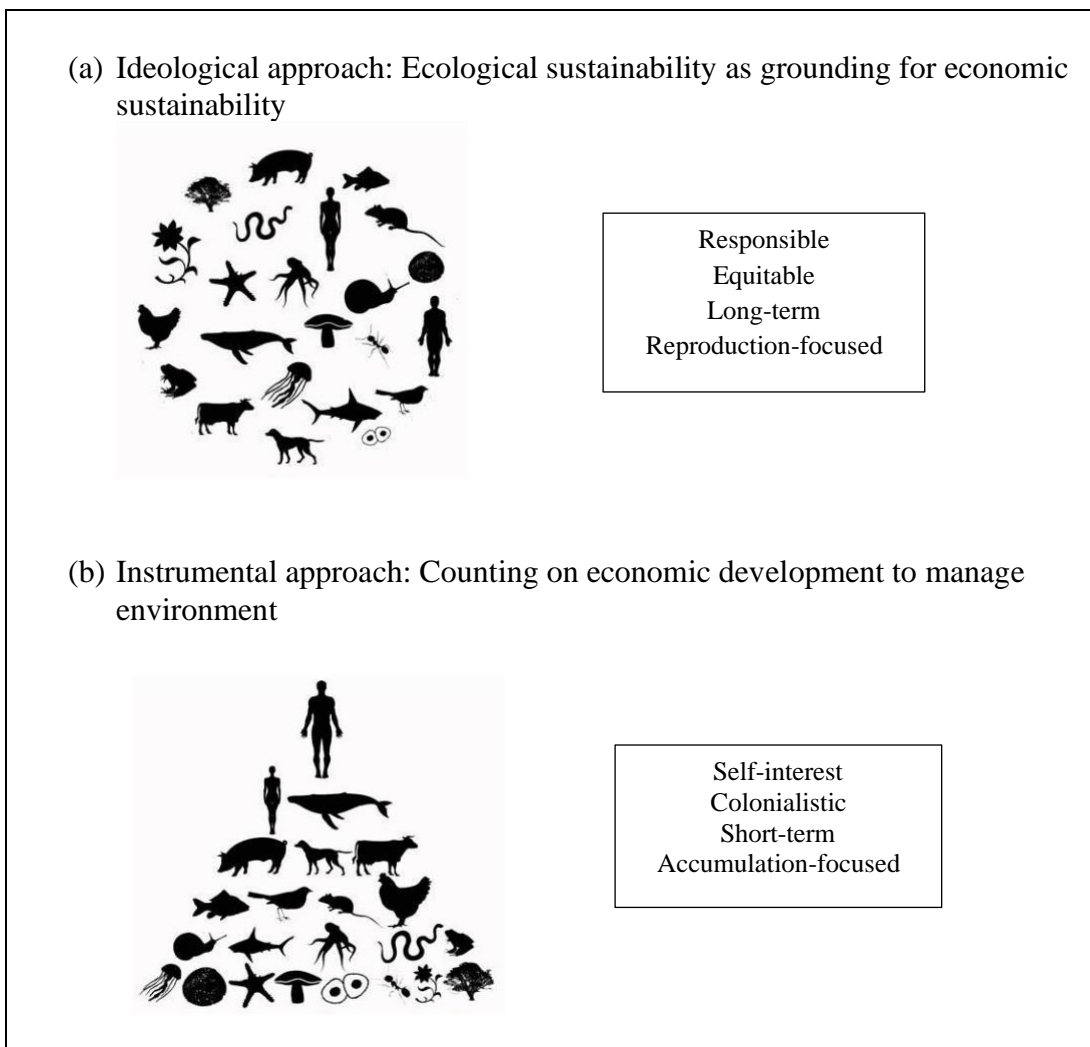 (a) Ideological approach: Ecological sustainability as grounding for economic
sustainability
Responsible
Equitable
Long-term
Reproduction-focused
(b) Instrumental approach: Counting on economic development to manage
environment
Self-interest
Colonialistic
Short-term
Accumulation-focused